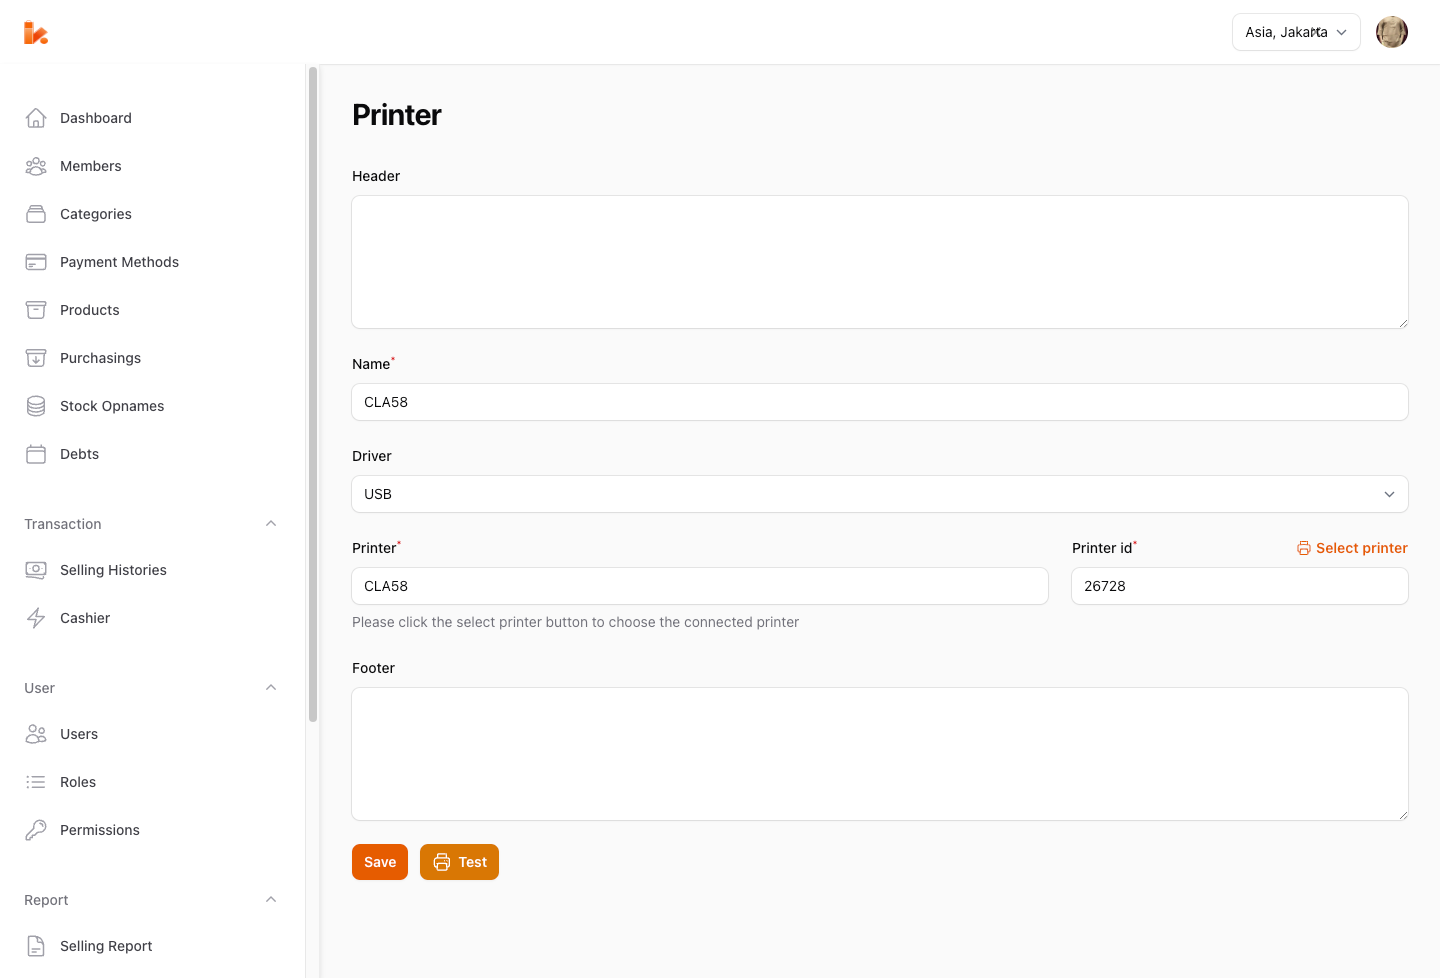 Asia, Jakarta
Dashboard
Members
Categories
Payment Methods
Products
Purchasings
Stock Opnames
Debts
Transaction
Selling Histories
Cashier
User
Users
Roles
Permissions
Report
Selling Report
Printer
Header
Name*
CLA58
Driver
USB
Printer*
Printer id*
Select printer
CLA58
26728
Please click the select printer button to choose the connected printer
Footer
Save
Test